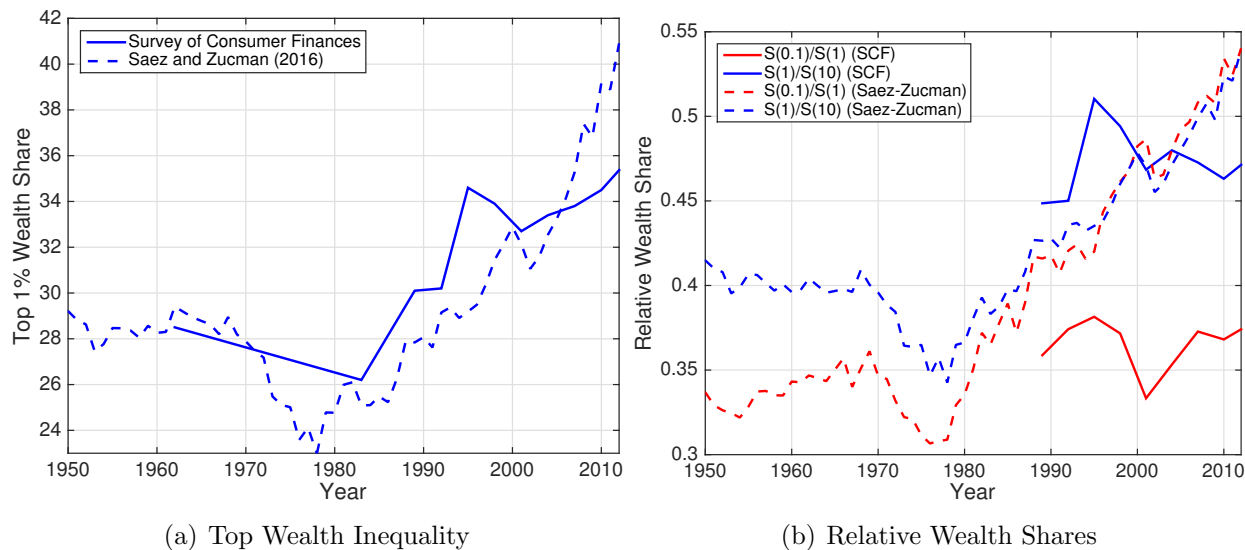 42
40
38
36
34
32
30
28
26
24
Top 1% Wealth Share
Survey of Consumer Finances
Saez and Zucman (2016)
1950 1960 1970 1980 1990 2000 2010
Year
(a) Top Wealth Inequality
0.55
0.5
0.45
0.4
0.35
0.3
Relative Wealth Share
S(0.1)/S(1) (SCF)
S(1)/S(10) (SCF)
S(0.1)/S(1) (Saez-Zucman)
S(1)/S(10) (Saez-Zucman)
1950 1960 1970 1980 1990 2000 2010
Year
(b) Relative Wealth Shares